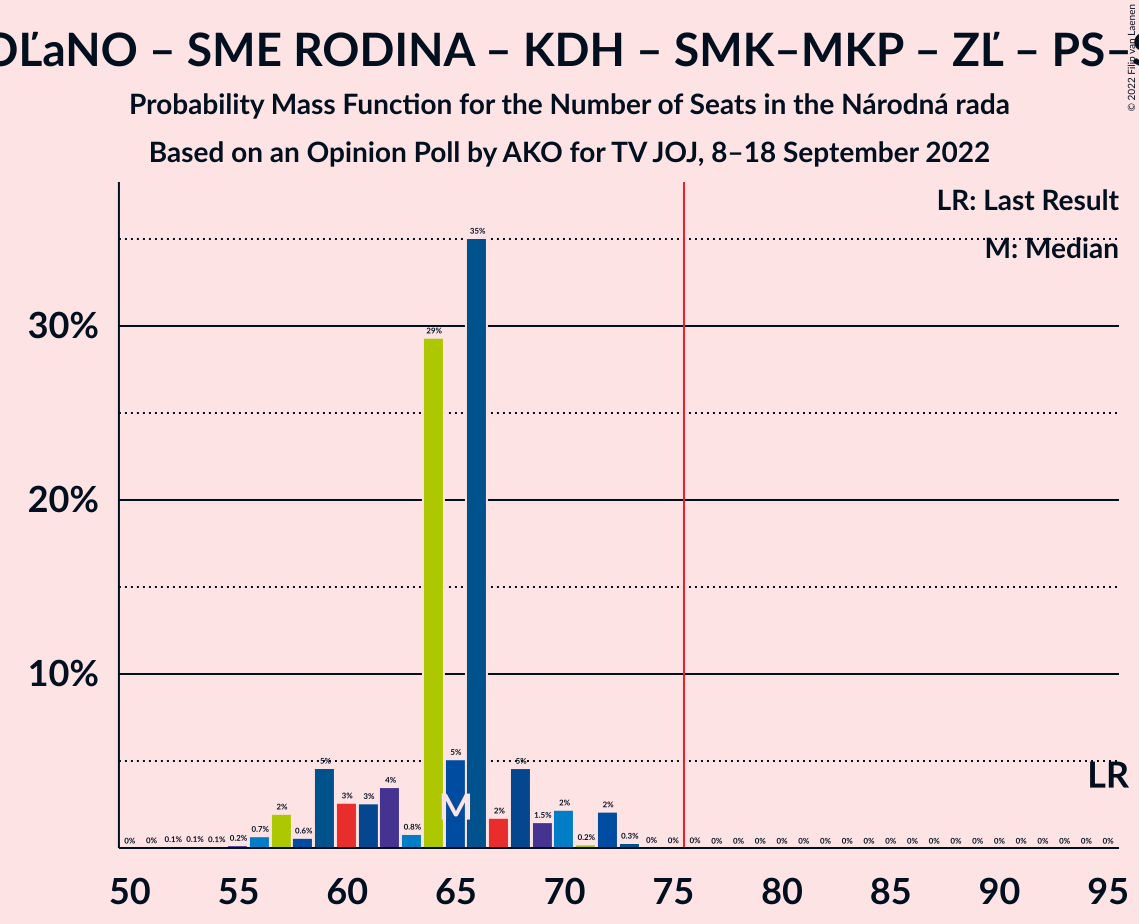 OĽaNO – SME RODINA – KDH – SMK–MKP – ZĽ – PS–S
Probability Mass Function for the Number of Seats in the Národná rada
Based on an Opinion Poll by AKO for TV JOJ, 8–18 September 2022
© 2022 Filip van Laenen
LR: Last Result
M: Median
35%
30%
29%
20%
10%
LR
M
0% 0% 0.1% 0.1% 0.1% 0.2% 0.7% 2% 0.6% 5% 3% 3% 4% 0.8% 5% 2% 5% 1.5% 2% 0.2% 2% 0.3% 0% 0% 0% 0% 0% 0% 0% 0% 0% 0% 0% 0% 0% 0% 0% 0% 0% 0% 0% 0% 0% 0% 
50 55 60 65 70 75 80 85 90 95